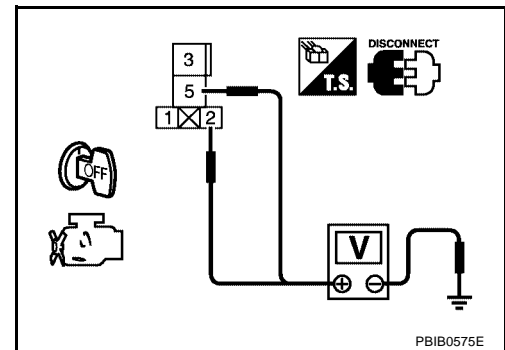 3
DISCONNECT
5
T.S.
1 2
OFF
V
+ −
PBIB0575E